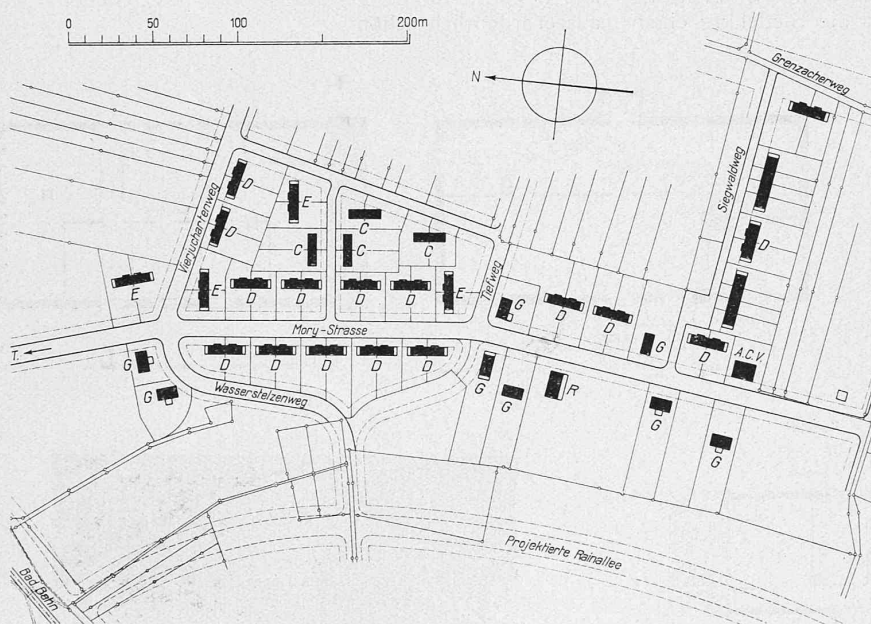 0 50 100 200m
N
Grenzacherweg
Siegwaldweg
Vierjuchartenweg
D
E
C
D
C
C
C
D
E
E
D
D
D
D
E
Tiefweg
G
D
D
G
D
A.C.V.
Mory-Strasse
T.
G
G
D
D
D
D
D
Wasserstelzenweg
G
G
R
G
G
Projektierte Rainallee
Bad Bahn